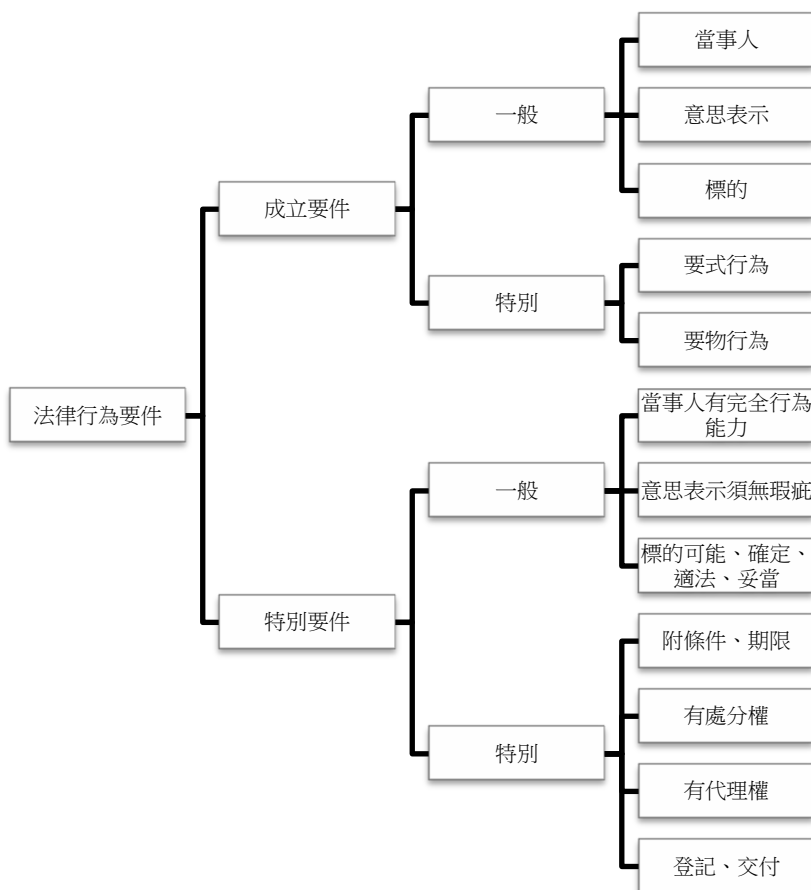 法律行為要件
成立要件
一般
當事人
意思表示
標的
特別
要式行為
要物行為
特別要件
一般
當事人有完全行為
能力
意思表示須無瑕疵
標的可能、確定、
適法、妥當
特別
附條件、期限
有處分權
有代理權
登記、交付